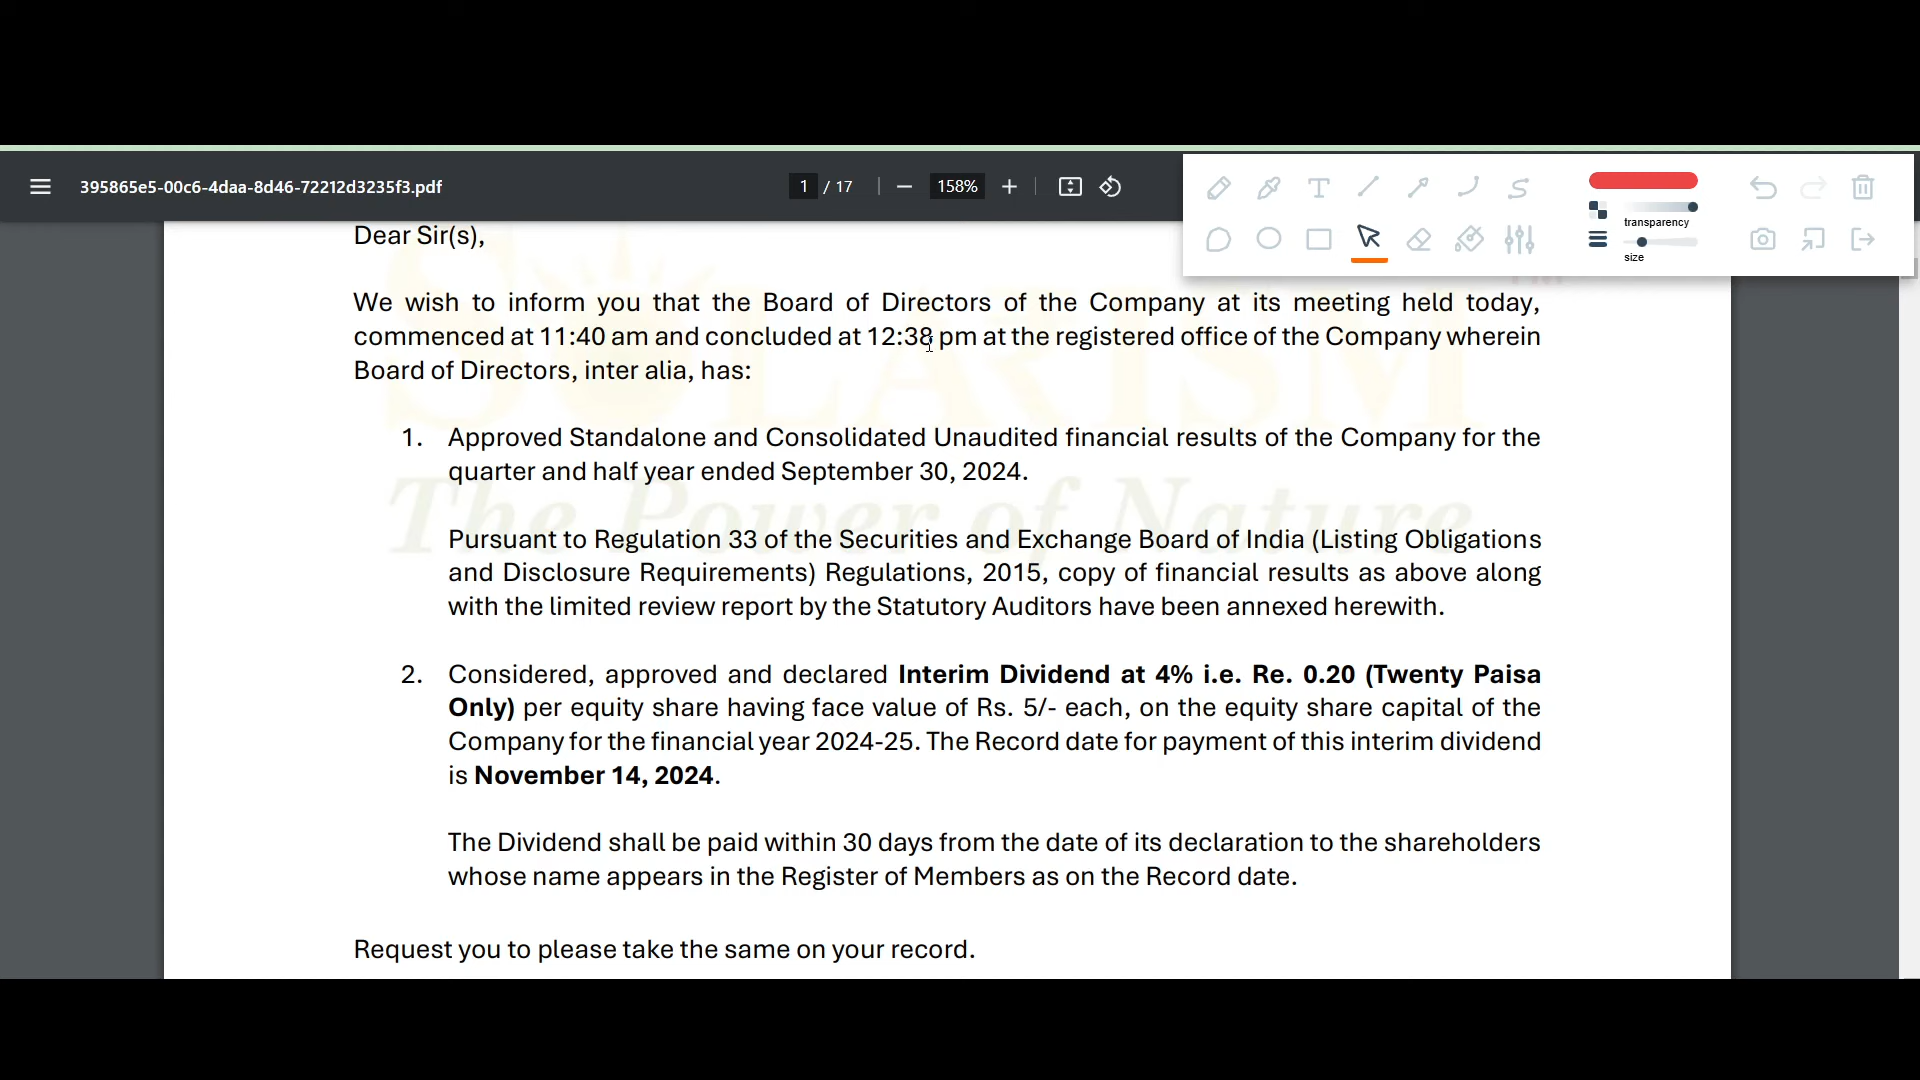 395865e5-00c6-4daa-8d46-72212d3235f3.pdf
1 / 17
158%
transparency
size
Dear Sir(s),
We wish to inform you that the Board of Directors of the Company at its meeting held today,
commenced at 11:40 am and concluded at 12:38 pm at the registered office of the Company wherein
Board of Directors, inter alia, has:
SOLARISM
1. Approved Standalone and Consolidated Unaudited financial results of the Company for the
quarter and half year ended September 30, 2024.
The Power of Nature
Pursuant to Regulation 33 of the Securities and Exchange Board of India (Listing Obligations
and Disclosure Requirements) Regulations, 2015, copy of financial results as above along
with the limited review report by the Statutory Auditors have been annexed herewith.
2. Considered, approved and declared Interim Dividend at 4% i.e. Re. 0.20 (Twenty Paisa
Only) per equity share having face value of Rs. 5/- each, on the equity share capital of the
Company for the financial year 2024-25. The Record date for payment of this interim dividend
is November 14, 2024.
The Dividend shall be paid within 30 days from the date of its declaration to the shareholders
whose name appears in the Register of Members as on the Record date.
Request you to please take the same on your record.